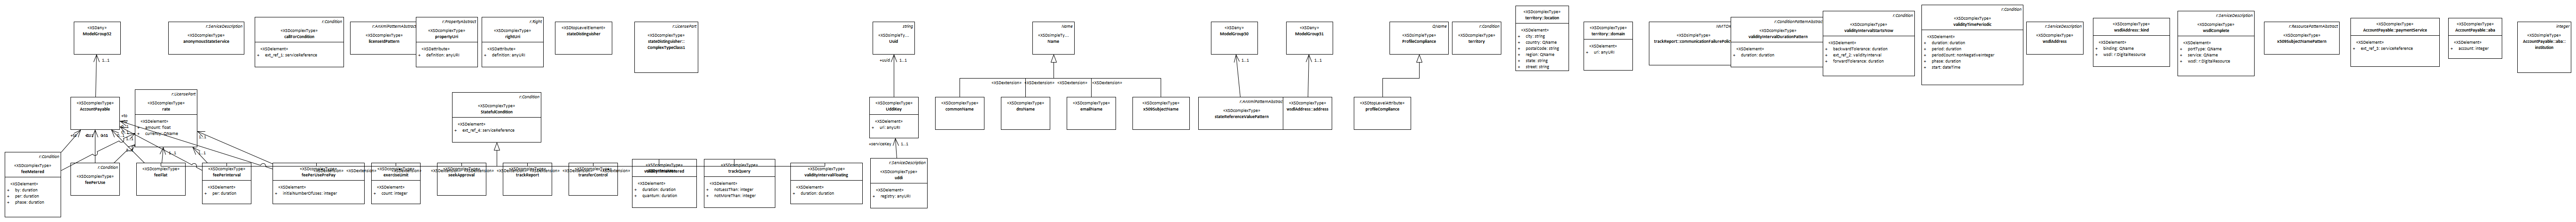 «XSDany»
ModelGroup32
r:ServiceDescription
«XSDcomplexType»
anonymousStateService
r:Condition
«XSDcomplexType»
callForCondition
«XSDelement»
+ ext_ref_1: serviceReference
r:AnXmlPatternAbstract
«XSDcomplexType»
licensorPattern
r:PropertyAbstract
«XSDcomplexType»
propertyUri
«XSDattribute»
+ definition: anyURI
r:Right
«XSDcomplexType»
rightUri
«XSDattribute»
+ definition: anyURI
«XSDtopLevelElement»
stateDistinguisher
r:LicensePart
«XSDcomplexType»
stateDistinguisher::
ComplexTypeClass1
string
«XSDsimpleTy...
Uuid
Name
«XSDsimpleTy...
Name
«XSDany»
ModelGroup30
«XSDany»
ModelGroup31
Qname
«XSDcomplexType»
ProfileCompliance
r:Condition
«XSDcomplexType»
territory
«XSDcomplexType»
territory::location
«XSDelement»
+ city: string
+ country: QName
+ postalCode: string
+ region: QName
+ state: string
+ street: string
«XSDcomplexType»
territory::domain
«XSDelement»
+ uri: anyURI
«XSDcomplexType»
trackReport::communicationFailurePolicy
r:ConditionPatternAbstract
«XSDcomplexType»
validityIntervalDurationPattern
«XSDelement»
+ duration: duration
r:Condition
«XSDcomplexType»
validityIntervalStartsNow
«XSDelement»
+ backwardTolerance: duration
+ ext_ref_2: validityInterval
+ forwardTolerance: duration
r:Condition
«XSDcomplexType»
validityTimePeriodic
«XSDelement»
+ duration: duration
+ period: duration
+ periodCount: nonNegativeInteger
+ phase: duration
+ start: dateTime
r:ServiceDescription
«XSDcomplexType»
wsdlAddress
«XSDcomplexType»
wsdlAddress::kind
«XSDelement»
+ binding: QName
+ wsdl: r:DigitalResource
r:ServiceDescription
«XSDcomplexType»
wsdlComplete
«XSDelement»
+ portType: QName
+ service: QName
+ wsdl: r:DigitalResource
r:ResourcePatternAbstract
«XSDcomplexType»
x509SubjectNamePattern
«XSDcomplexType»
AccountPayable::paymentService
«XSDelement»
+ ext_ref_3: serviceReference
«XSDcomplexType»
AccountPayable::aba
«XSDelement»
+ account: integer
integer
«XSDcomplexType»
AccountPayable::aba::
institution
«XSDcomplexType»
AccountPayable
r:LicensePart
«XSDcomplexType»
rate
«XSDelement»
+ amount: float
+ currency: QName
r:Condition
«XSDcomplexType»
StatefulCondition
«XSDelement»
+ ext_ref_4: serviceReference
+uuid 1..1
«XSDcomplexType»
UddiKey
«XSDelement»
+ uri: anyURI
+serviceKey 1..1
r:ServiceDescription
«XSDcomplexType»
uddi
«XSDelement»
+ registry: anyURI
«XSDextension»
«XSDextension»
«XSDextension»
«XSDextension»
«XSDcomplexType»
commonName
«XSDcomplexType»
dnsName
«XSDcomplexType»
emailName
«XSDcomplexType»
x509SubjectName
r:AnXmlPatternAbstract
«XSDcomplexType»
stateReferenceValuePattern
«XSDcomplexType»
wsdlAddress::address
«XSDtopLevelAttribute»
profileCompliance
r:Condition
«XSDcomplexType»
feeMetered
«XSDelement»
+ by: duration
+ per: duration
+ phase: duration
r:Condition
«XSDcomplexType»
feePerUse
«XSDcomplexType»
feeFlat
«XSDcomplexType»
feePerInterval
«XSDelement»
+ per: duration
«XSDcomplexType»
feePerUsePrePay
«XSDelement»
+ initialNumberOfUses: integer
«XSDcomplexType»
exerciseLimit
«XSDelement»
+ count: integer
«XSDcomplexType»
seekApproval
«XSDcomplexType»
trackReport
«XSDcomplexType»
transferControl
«XSDcomplexType»
validityTimeMetered
«XSDelement»
+ duration: duration
+ quantum: duration
«XSDcomplexType»
trackQuery
«XSDelement»
+ notLessThan: integer
+ notMoreThan: integer
«XSDcomplexType»
validityIntervalFloating
«XSDelement»
+ duration: duration